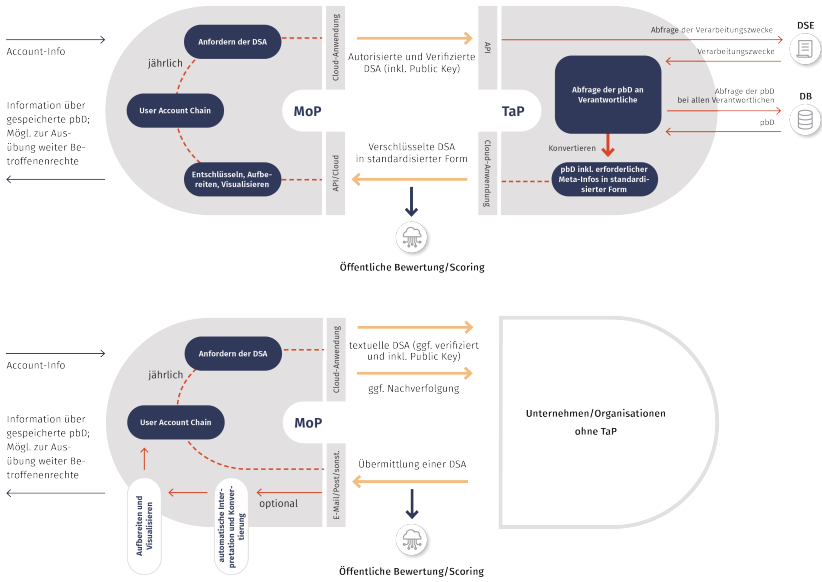 Account-Info
Information über
gespeicherte pbD;
Mögl. zur Aus-
übung weiter Be-
troffenenrechte
Anfordern der DSA
jährlich
User Account Chain
Entschlüsseln, Aufbe-
reiten, Visualisieren
MoP
Cloud-Anwendung
API/Cloud
Autorisierte und Verifizierte
DSA (inkl. Public Key)
Verschlüsselte DSA
in standardisierter Form
Öffentliche Bewertung/Scoring
API
Cloud-Anwendung
TaP
Abfrage der pbD an
Verantwortliche
Konvertieren
pbD inkl. erforderlicher
Meta-Infos in standardi-
sierter Form
Abfrage der Verarbeitungszwecke
Verarbeitungszwecke
Abfrage der pbD
bei allen Verantwortlichen
pbD
DSE
DB
Account-Info
Information über
gespeicherte pbD;
Mögl. zur Aus-
übung weiter Be-
troffenenrechte
Anfordern der DSA
jährlich
User Account Chain
MoP
Aufbereiten und
Visualisieren
automatische Inter-
pretation und Konver-
tierung
optional
Cloud-Anwendung
E-Mail/Post/sonst.
textuelle DSA (ggf. verifiziert
und inkl. Public Key)
ggf. Nachverfolgung
Übermittlung einer DSA
Öffentliche Bewertung/Scoring
Unternehmen/Organisationen
ohne TaP